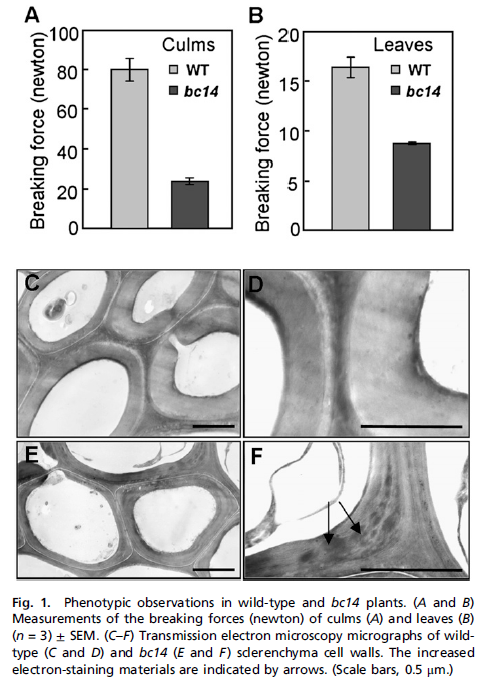 A
B
Breaking force (newton)
100
80
60
40
20
0
Culms
WT
bc14
Breaking force (newton)
20
15
10
5
0
Leaves
WT
bc14
C
D
E
F
Fig. 1. Phenotypic observations in wild-type and bc14 plants. (A and B)
Measurements of the breaking forces (newton) of culms (A) and leaves (B)
(n = 3) ± SEM. (C–F) Transmission electron microscopy micrographs of wild-
type (C and D) and bc14 (E and F) sclerenchyma cell walls. The increased
electron-staining materials are indicated by arrows. (Scale bars, 0.5 μm.)